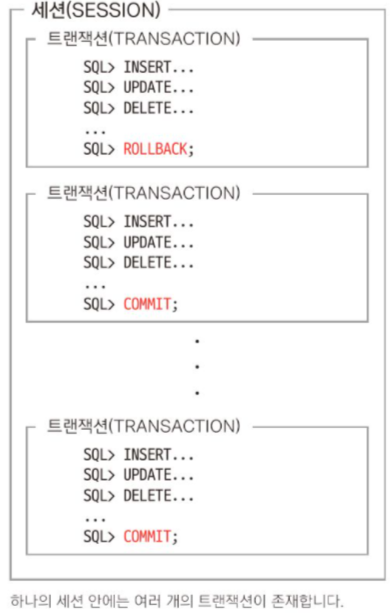 세션(SESSION)
트랜잭션(TRANSACTION)
SQL> INSERT...
SQL> UPDATE...
SQL> DELETE...
...
SQL> ROLLBACK;
트랜잭션(TRANSACTION)
SQL> INSERT...
SQL> UPDATE...
SQL> DELETE...
...
SQL> COMMIT;
.
.
.
트랜잭션(TRANSACTION)
SQL> INSERT...
SQL> UPDATE...
SQL> DELETE...
...
SQL> COMMIT;
하나의 세션 안에는 여러 개의 트랜잭션이 존재합니다.